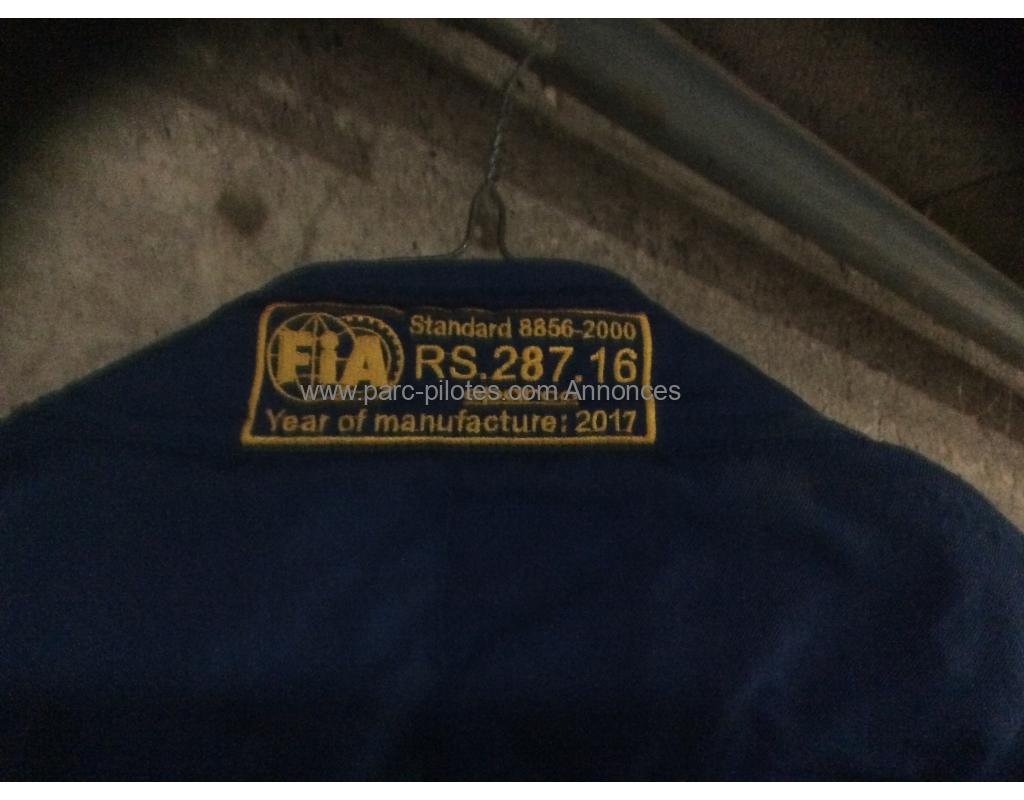 FiA
Standard 8856-2000
RS.287.16
www.parc-pilotes.com Annonces
Year of manufacture: 2017